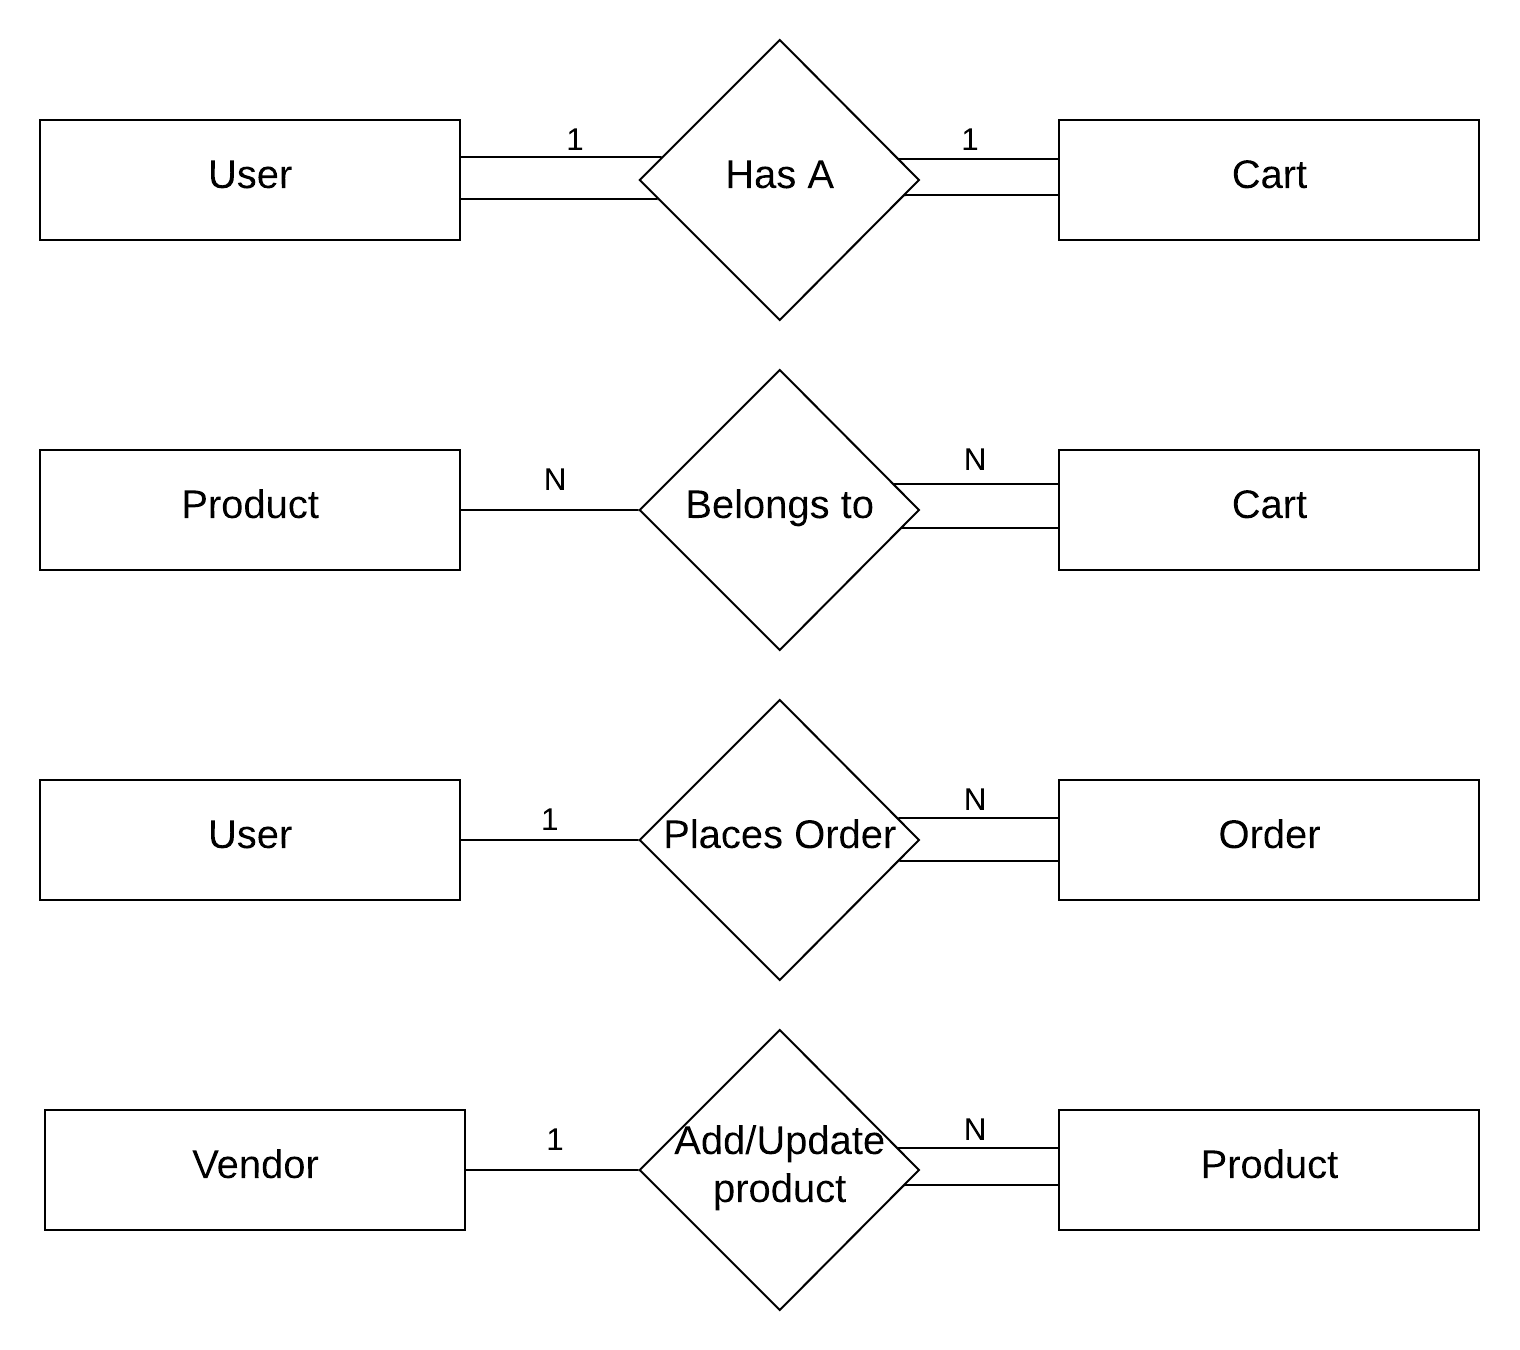 1
1
User
Has A
Cart
N
N
Product
Belongs to
Cart
1
N
User
Places Order
Order
1
N
Vendor
Add/Update
product
Product